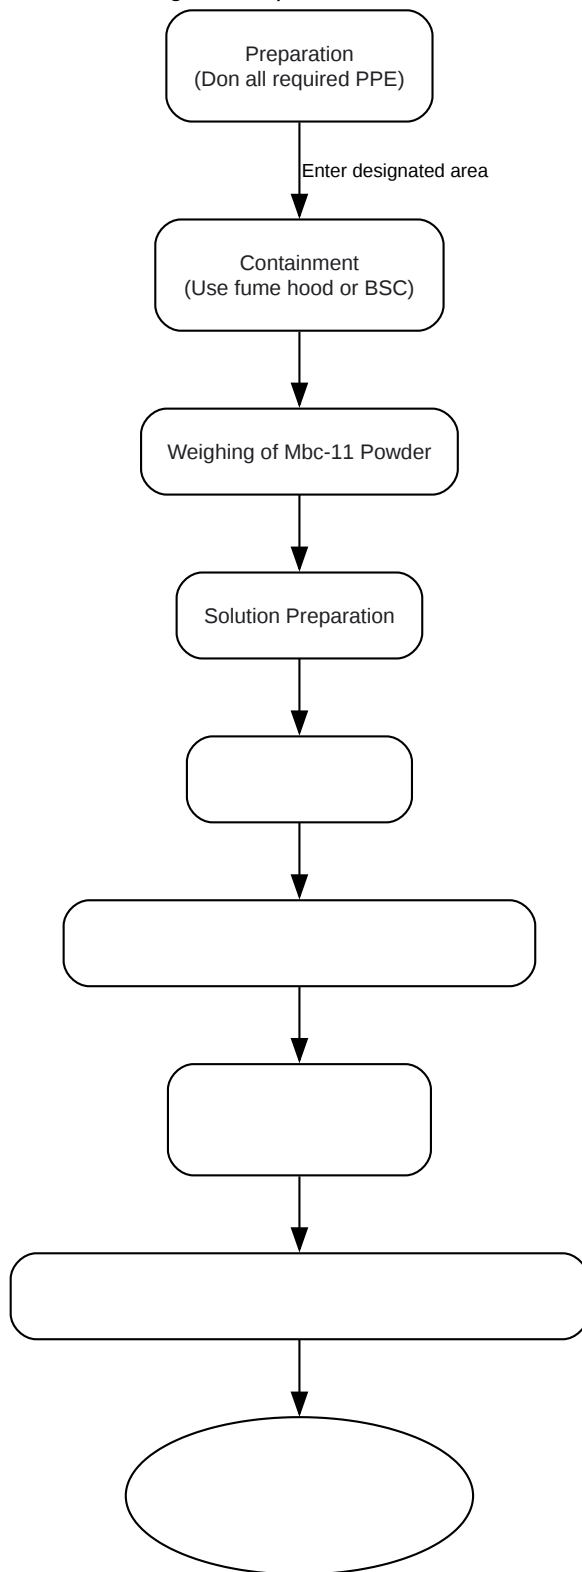 Preparation
(Don all required PPE)
Enter designated area
Containment
(Use fume hood or BSC)
Weighing of Mbc-11 Powder
Solution Preparation